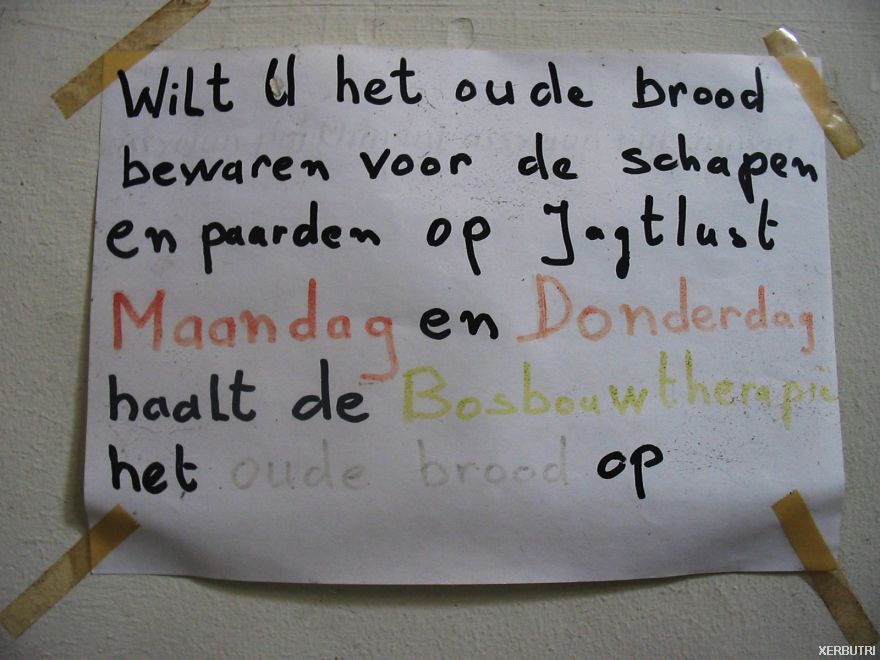 Wilt U het oude brood
bewaren voor de schapen
en paarden op Jagtlust
Maandag en Donderdag
haalt de Bosbouwtherapie
het oude brood op
XERBUTRI